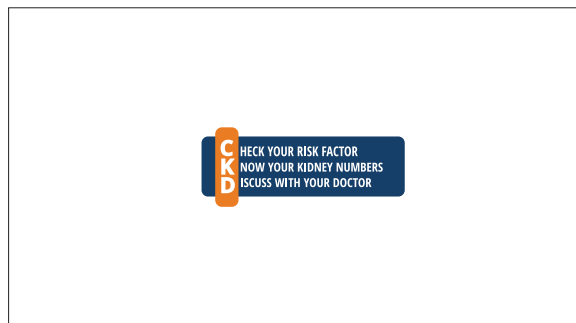 CHECK YOUR RISK FACTOR
KNOW YOUR KIDNEY NUMBERS
DISCUSS WITH YOUR DOCTOR